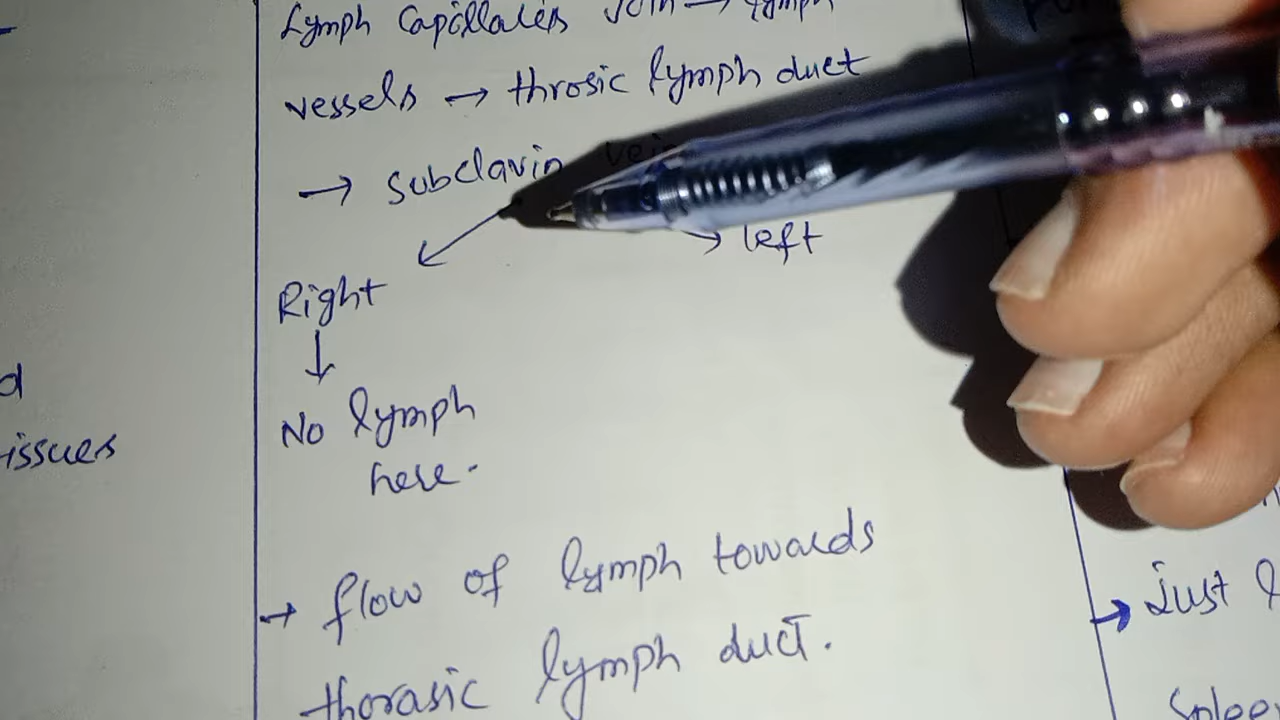 Lymph Capillaries Join → lymph
vessels → throsic lymph duct
→ subclavin vein
left
Right
↓
No lymph
here.
d
issues
→ flow of lymph towards
thorasic lymph duct.
→ Just